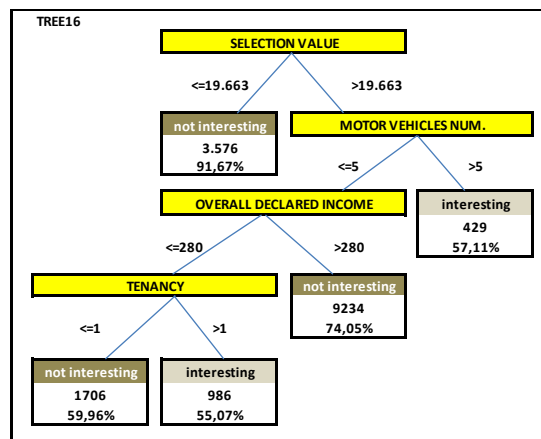 TREE16
SELECTION VALUE
<=19.663 >19.663
not interesting MOTOR VEHICLES NUM.
3.576
91,67%
<=5 >5
OVERALL DECLARED INCOME interesting
429
57,11%
<=280 >280
TENANCY not interesting
9234
74,05%
<=1 >1
not interesting interesting
1706 986
59,96% 55,07%